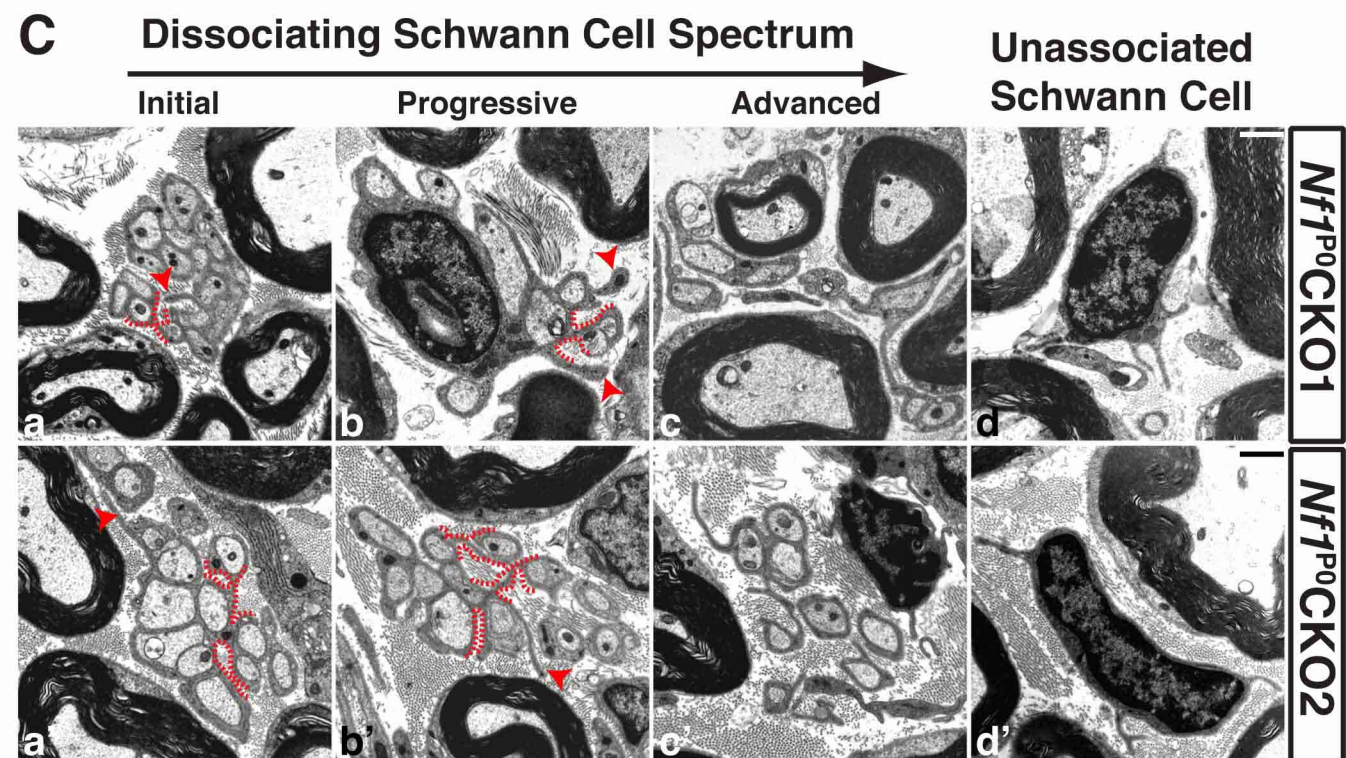 C
Dissociating Schwann Cell Spectrum
Unassociated
Schwann Cell
Initial
Progressive
Advanced
a
b
c
d
Nf1P0CKO1
a'
b'
c'
d'
Nf1P0CKO2